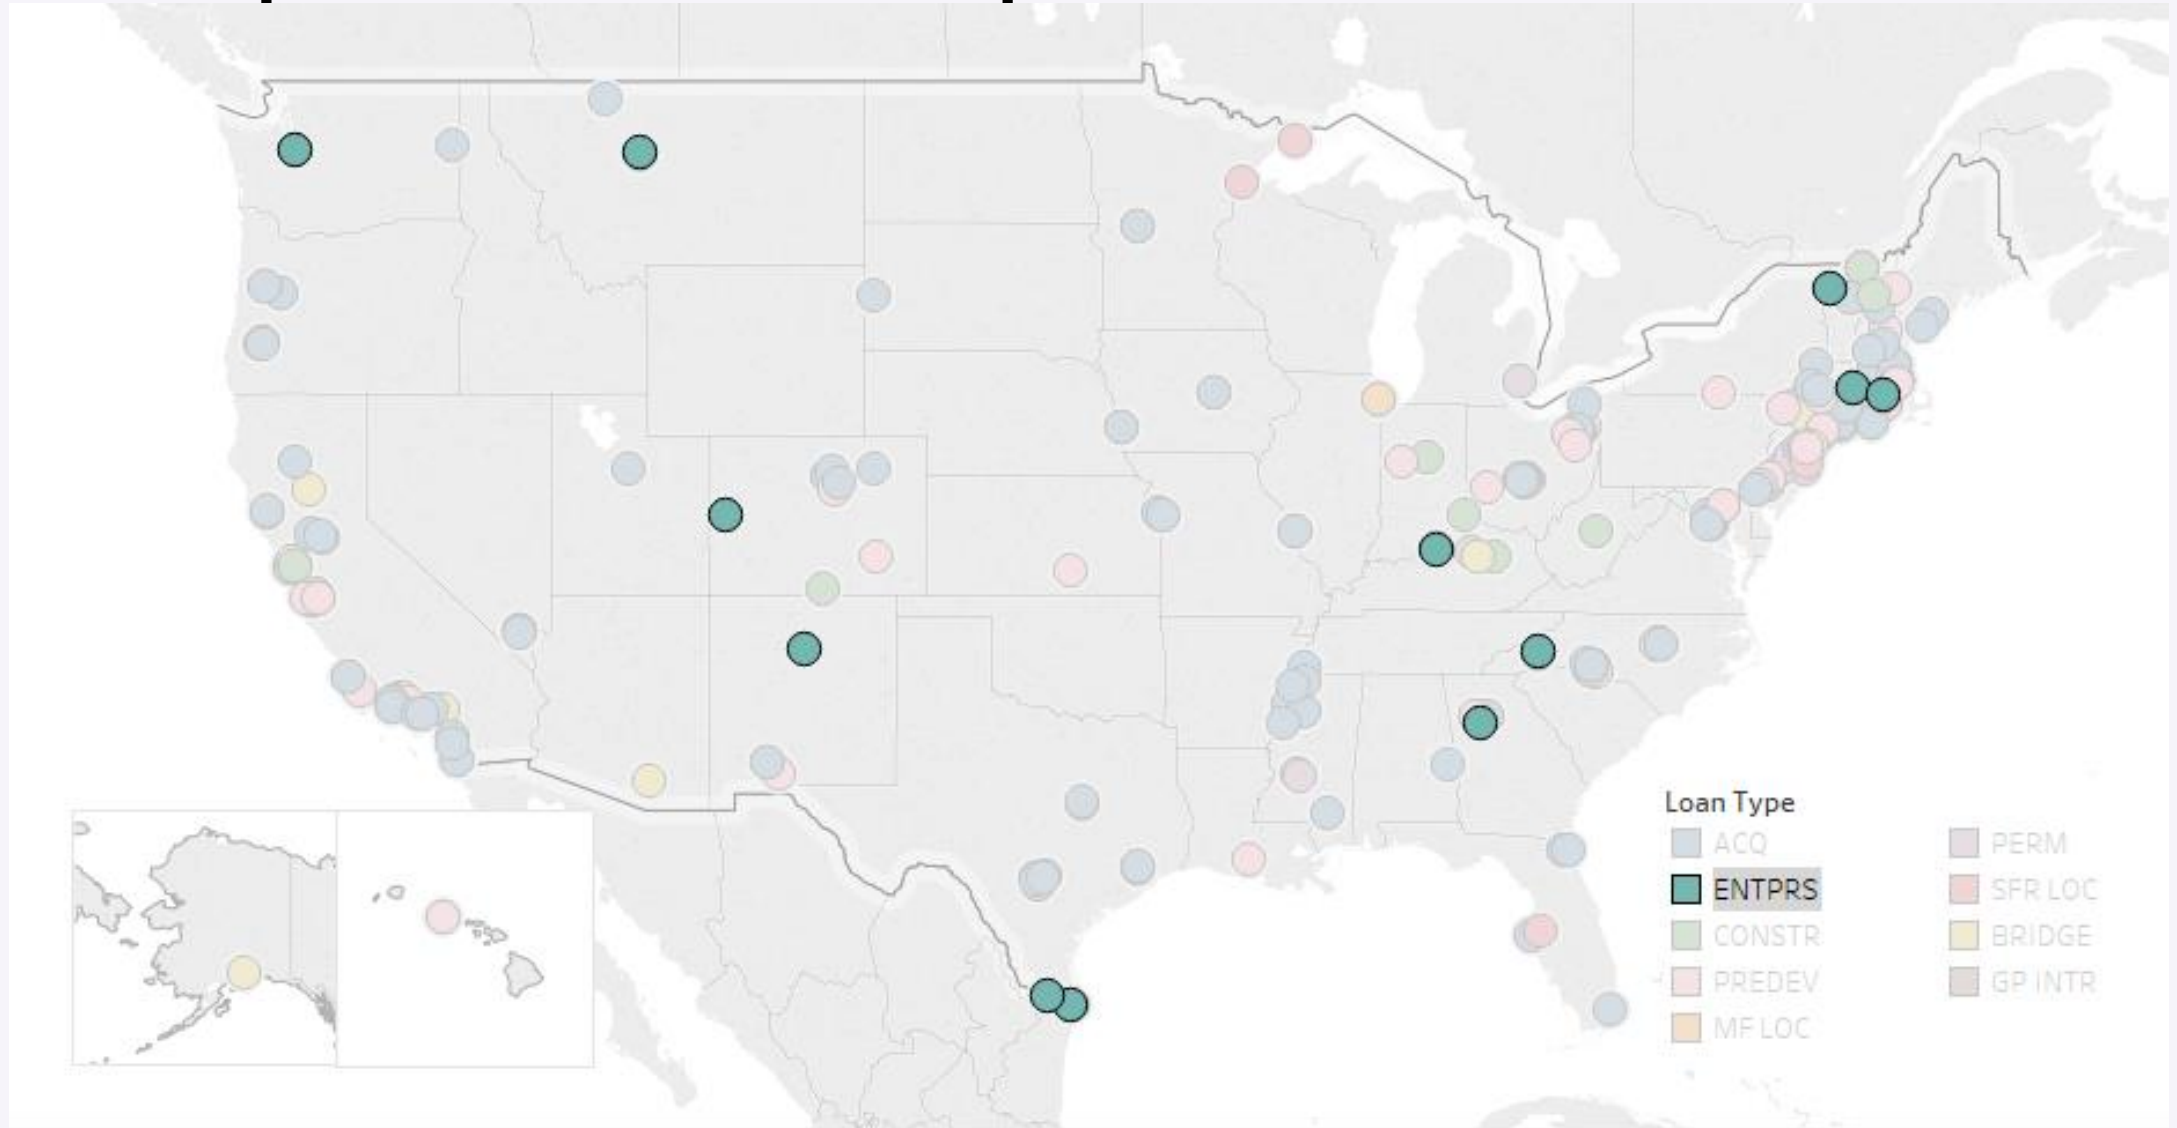 Loan Type
ACQ
ENTPRS
CONSTR
PREDEV
MF LOC
PERM
SFR LOC
BRIDGE
GP INTR